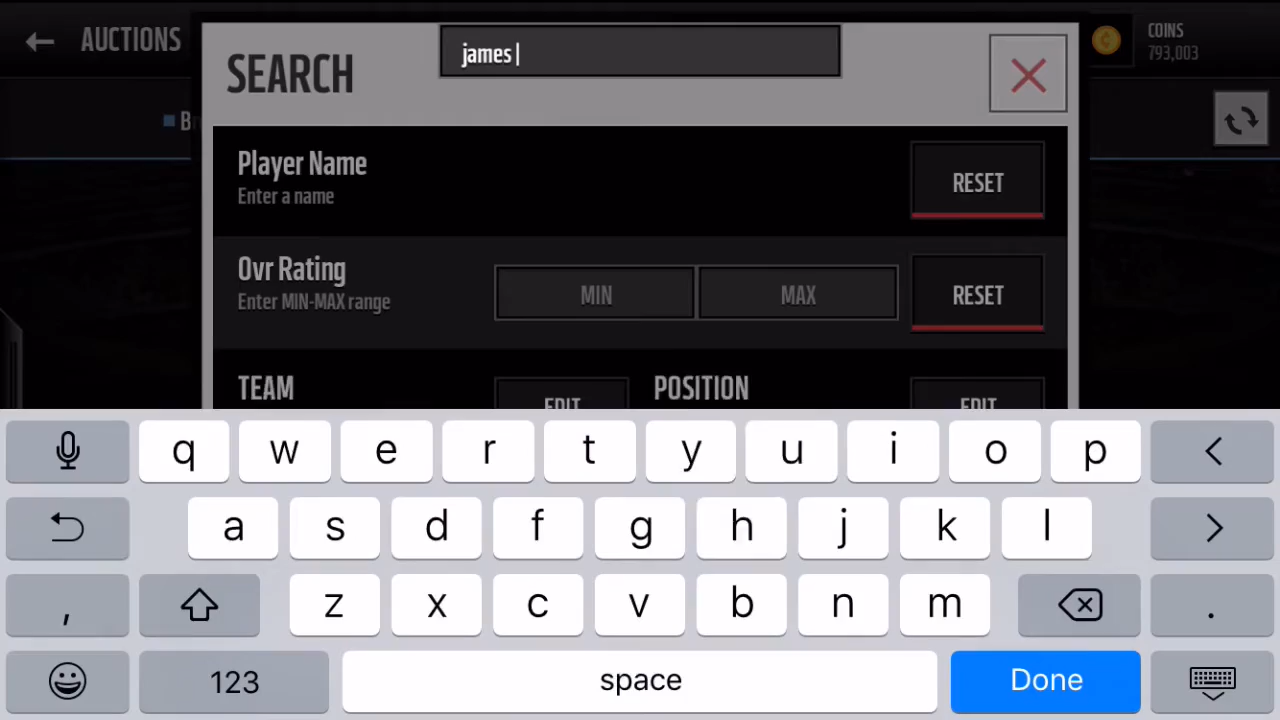 AUCTIONS
COINS
793,003
B
SEARCH
james
Player Name
Enter a name
RESET
Ovr Rating
Enter MIN-MAX range
MIN
MAX
RESET
TEAM
EDIT
POSITION
EDIT
q w e r t y u i o p <
a s d f g h j k l >
, z x c v b n m .
123 space Done